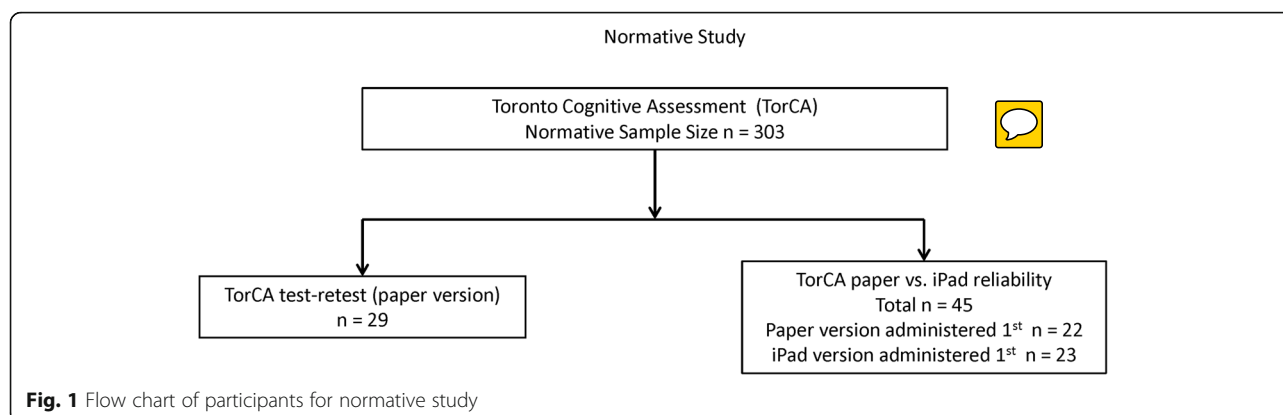 Normative Study
Toronto Cognitive Assessment (TorCA)
Normative Sample Size n = 303
TorCA test-retest (paper version)
n = 29
TorCA paper vs. iPad reliability
Total n = 45
Paper version administered 1st n = 22
iPad version administered 1st n = 23
Fig. 1 Flow chart of participants for normative study